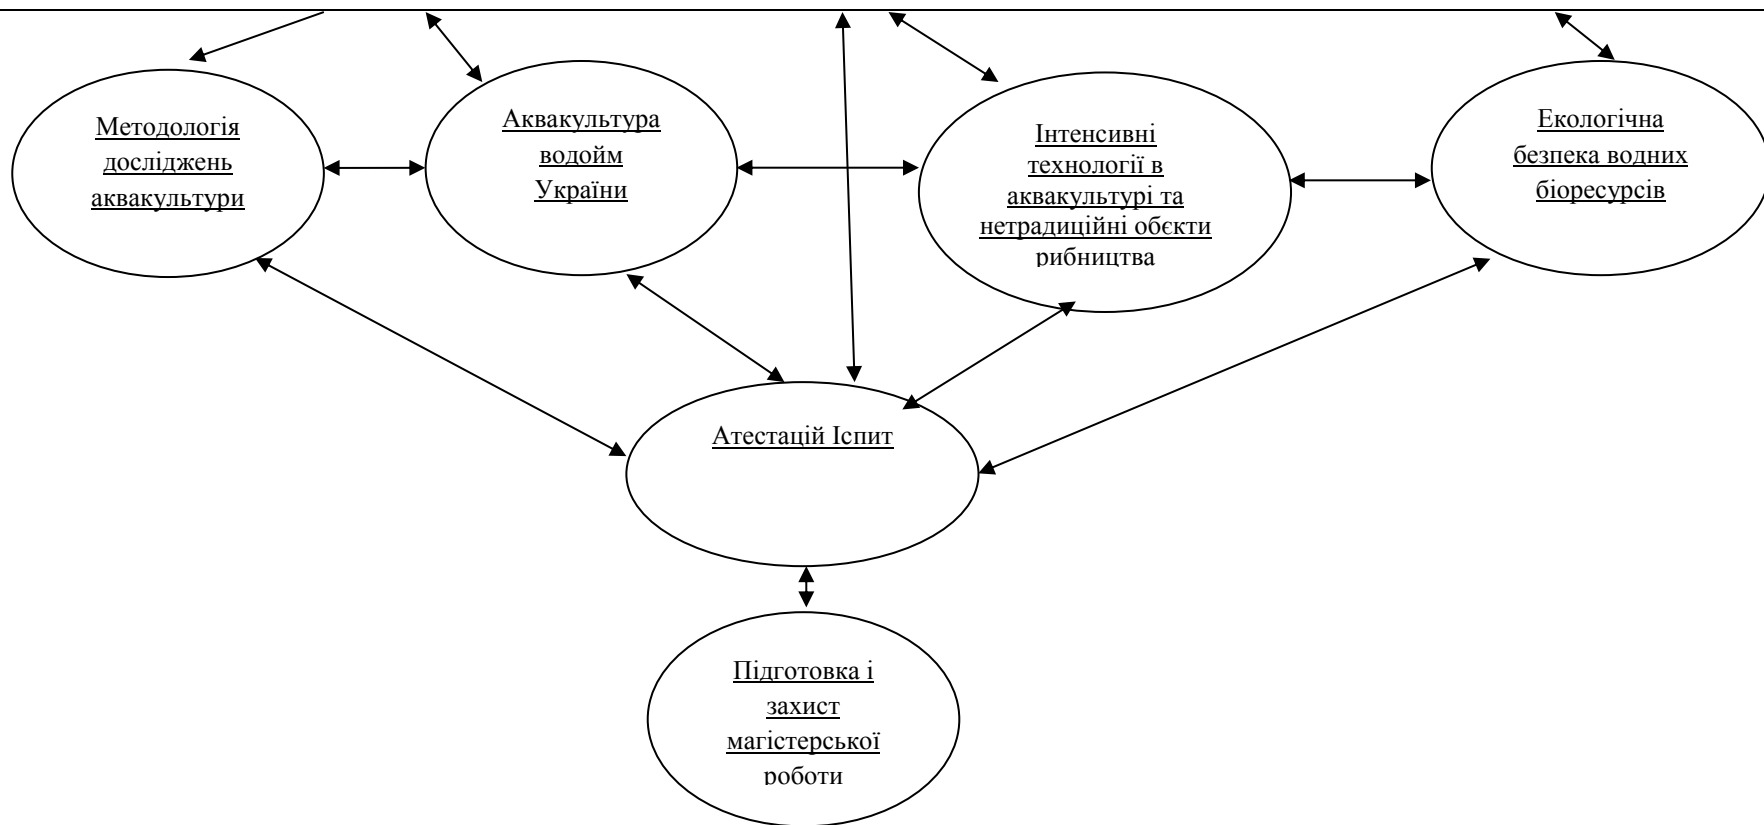 Методологія
досліджень
аквакультури
Аквакультура
водойм
України
Інтенсивні
технології в
аквакультурі та
нетрадиційні обєкти
рибництва
Екологічна
безпека водних
біоресурсів
Атестацій Іспит
Підготовка і
захист
магістерської
роботи